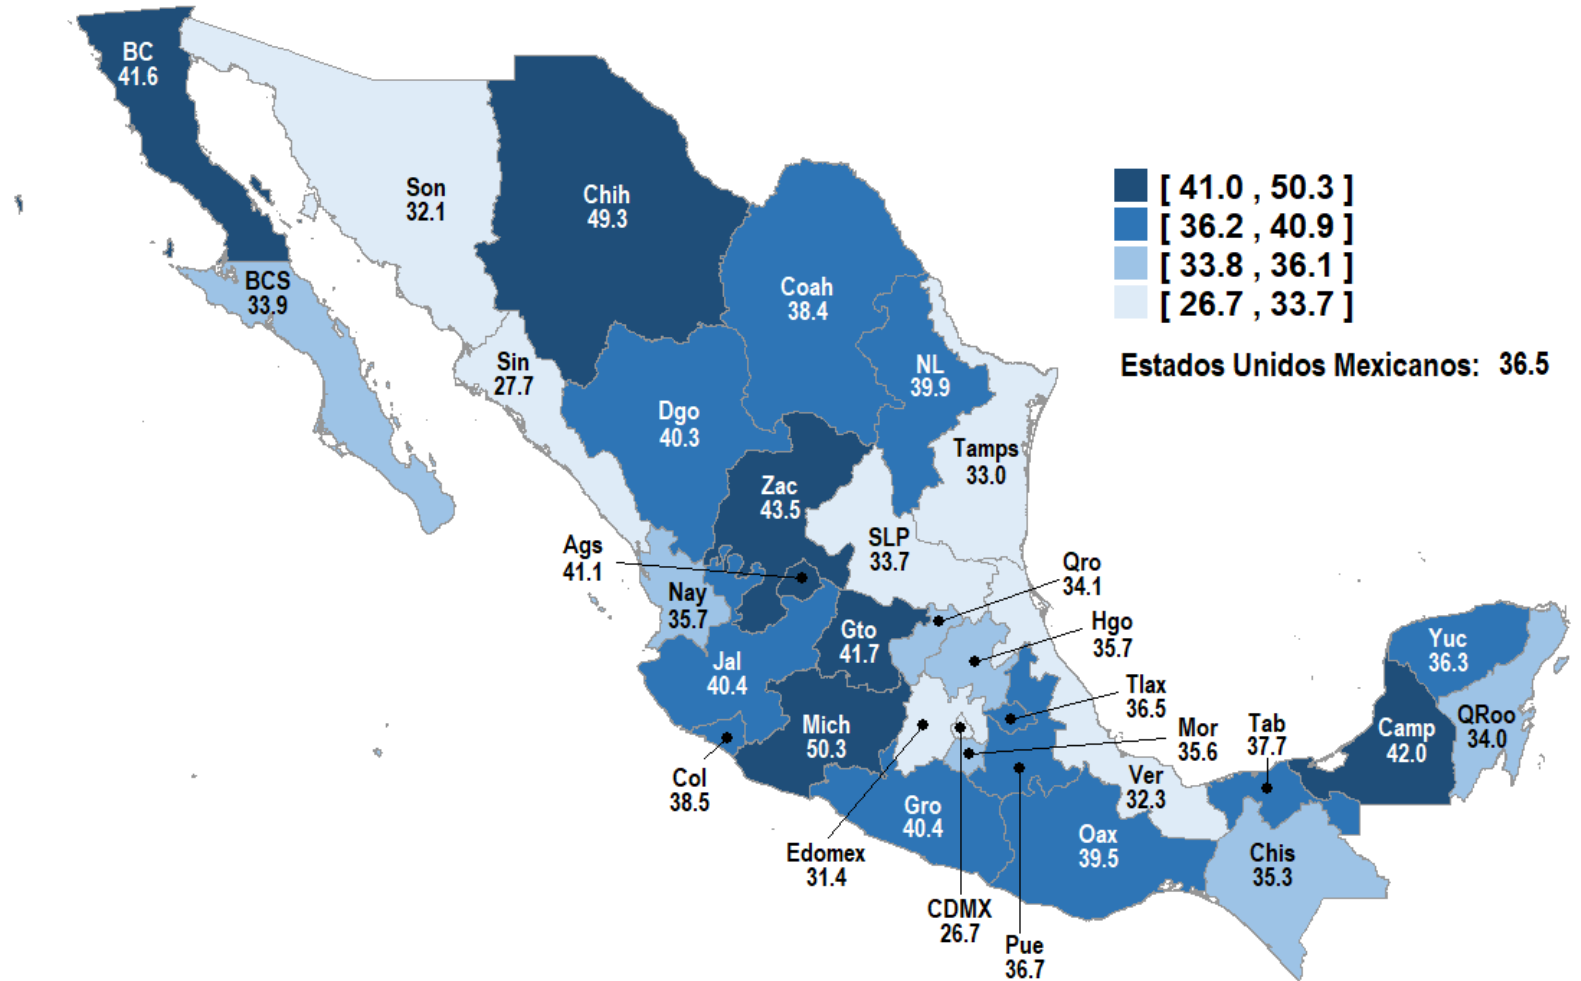 BC
41.6
Son
32.1
Chih
49.3
[ 41.0 , 50.3 ]
[ 36.2 , 40.9 ]
[ 33.8 , 36.1 ]
[ 26.7 , 33.7 ]
Estados Unidos Mexicanos: 36.5
BCS
33.9
Coah
38.4
Sin
27.7
NL
39.9
Dgo
40.3
Tamps
33.0
Zac
43.5
SLP
33.7
Ags
41.1
Qro
34.1
Nay
35.7
Gto
41.7
Hgo
35.7
Yuc
36.3
Jal
40.4
Tlax
36.5
Mich
50.3
Mor
35.6
Tab
37.7
Camp
42.0
QRoo
34.0
Col
38.5
Ver
32.3
Gro
40.4
Oax
39.5
Edomex
31.4
Chis
35.3
CDMX
26.7
Pue
36.7